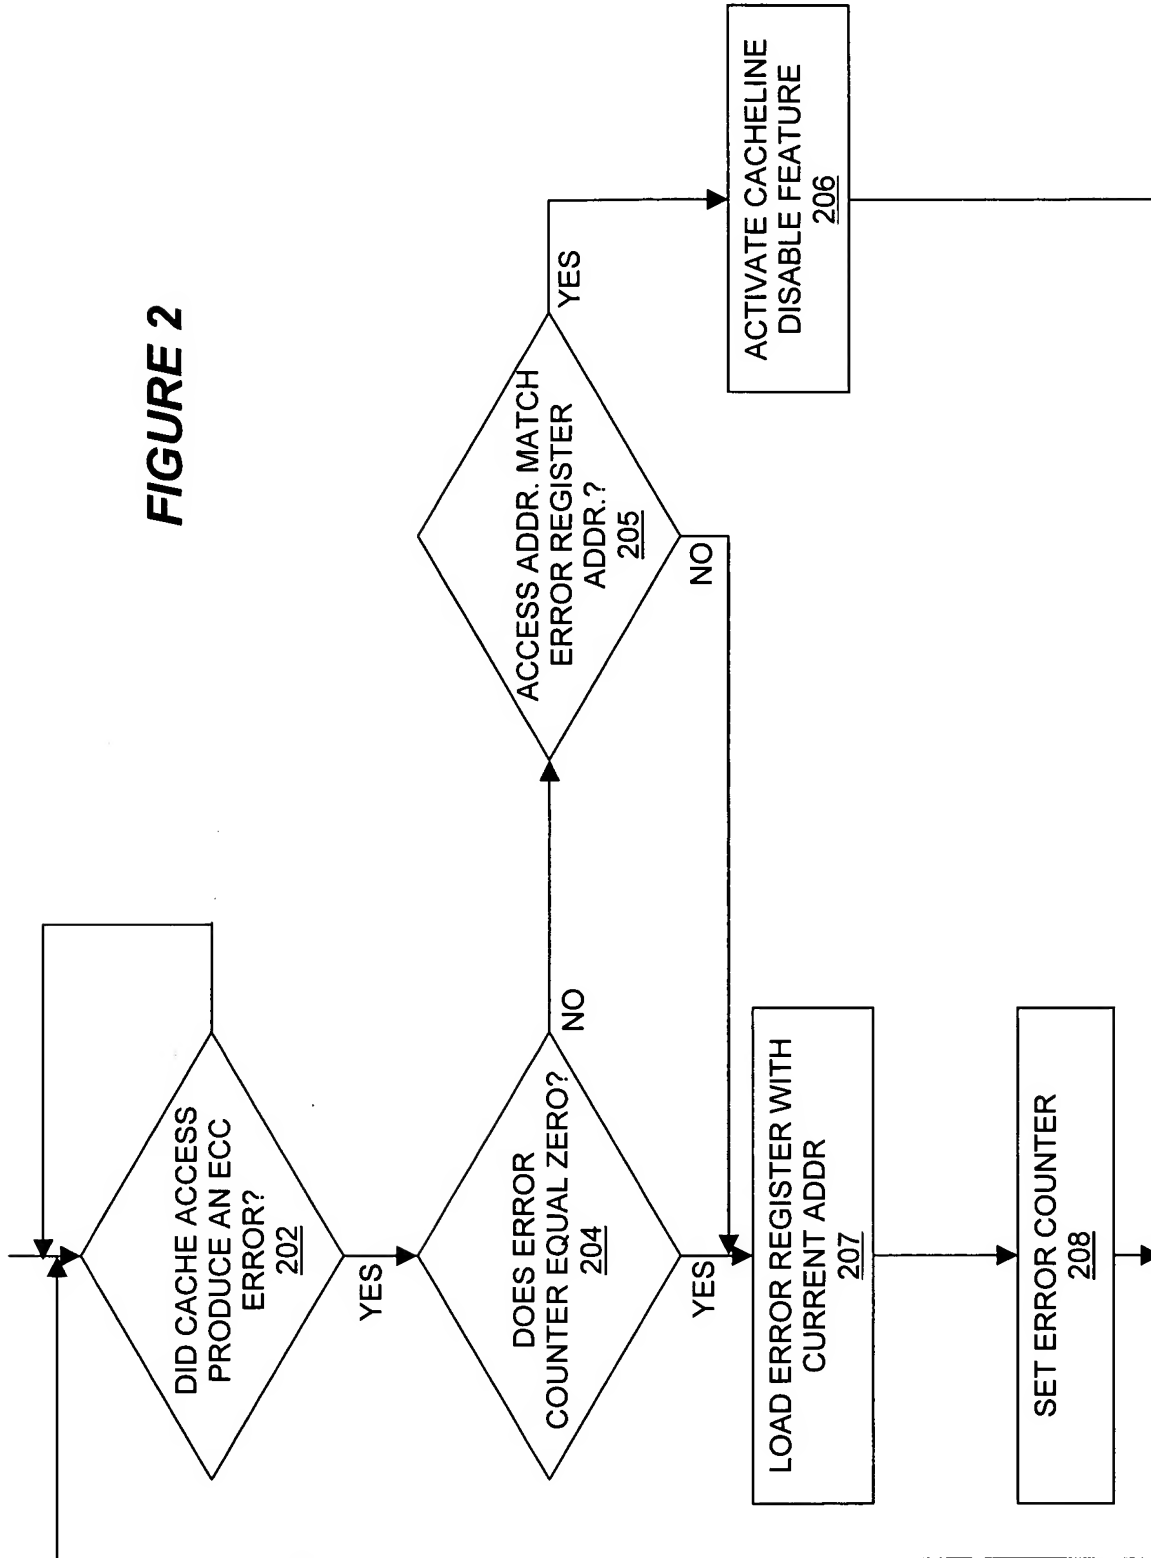 FIGURE 2
DID CACHE ACCESS
PRODUCE AN ECC
ERROR?
202
YES
DOES ERROR
COUNTER EQUAL ZERO?
204
NO
YES
ACCESS ADDR. MATCH
ERROR REGISTER
ADDR.?
205
YES
NO
ACTIVATE CACHELINE
DISABLE FEATURE
206
LOAD ERROR REGISTER WITH
CURRENT ADDR
207
SET ERROR COUNTER
208